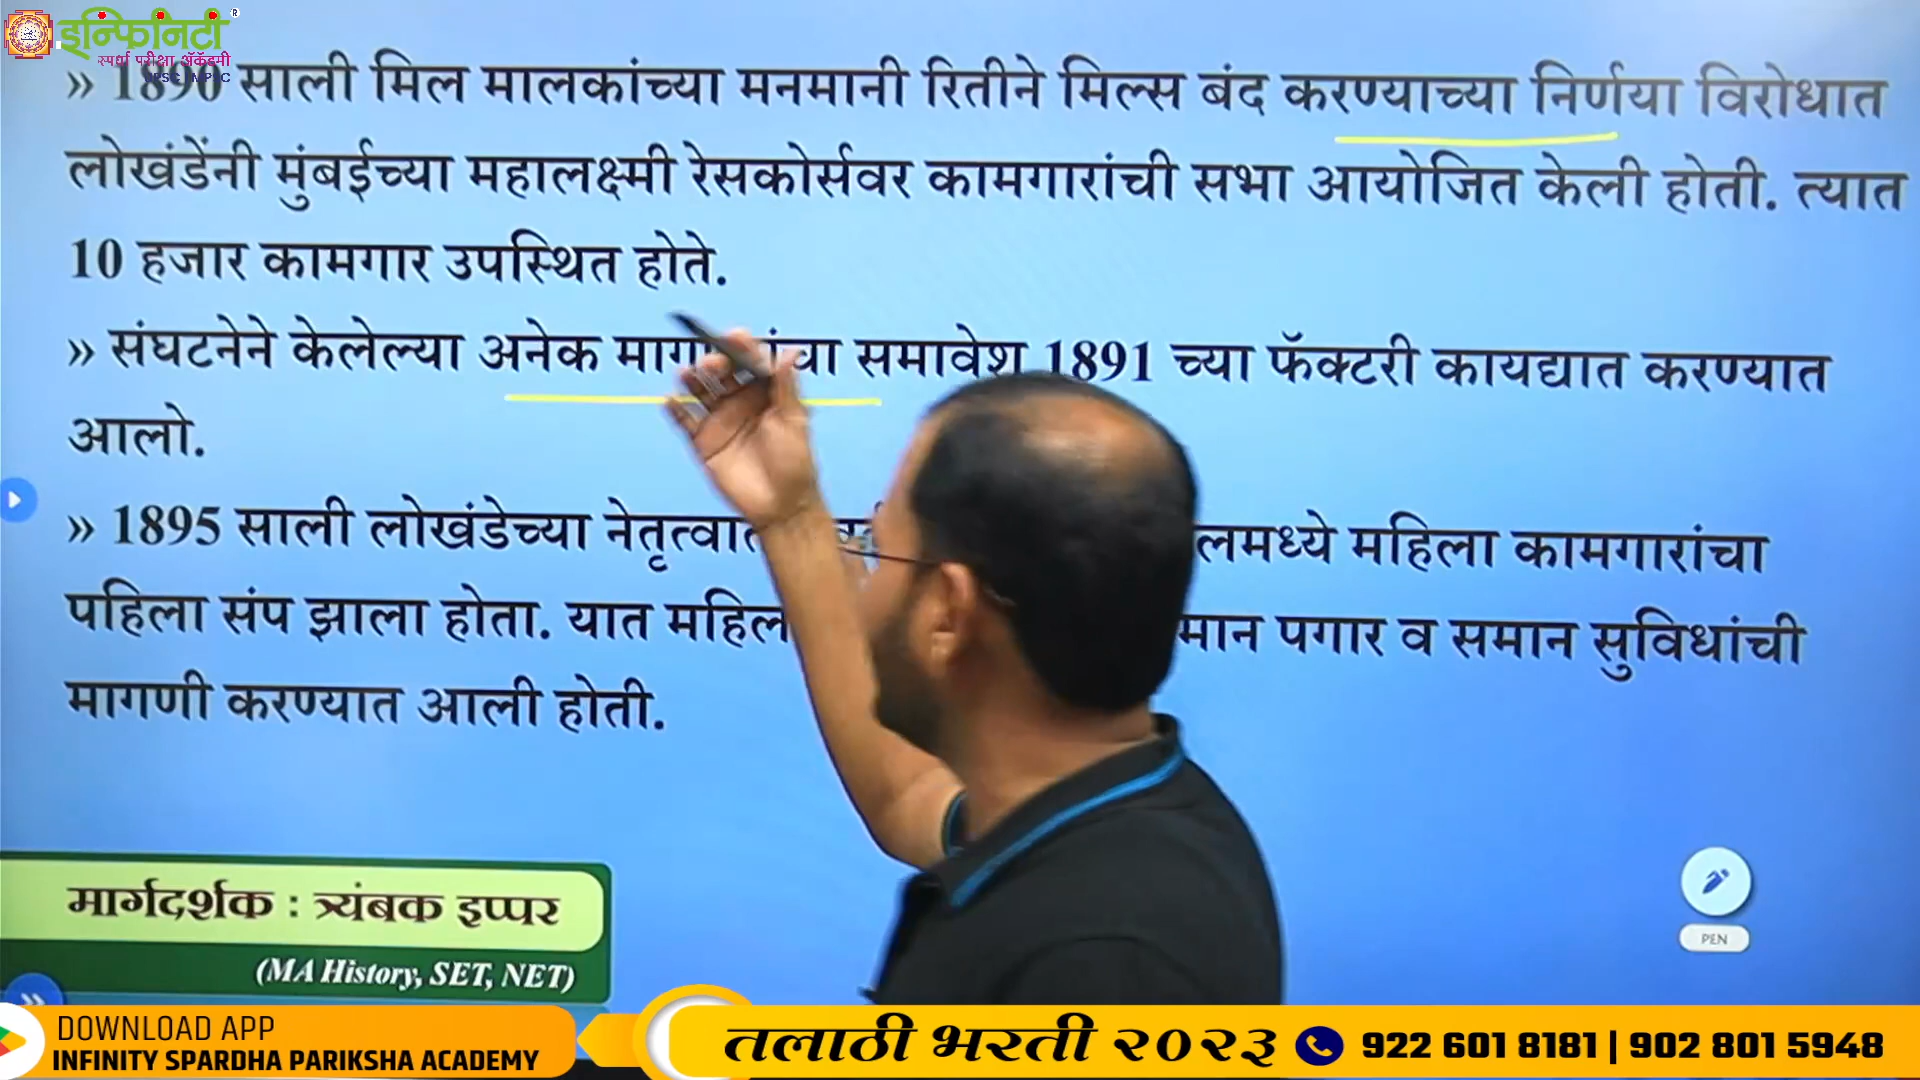 इन्फिनिटी
स्पर्धा परीक्षा ॲकॅडमी
UPSC MPSC
» 1890 साली मिल मालकांच्या मनमानी रितीने मिल्स बंद करण्याच्या निर्णया विरोधात
लोखंडेंनी मुंबईच्या महालक्ष्मी रेसकोर्सवर कामगारांची सभा आयोजित केली होती. त्यात
10 हजार कामगार उपस्थित होते.
» संघटनेने केलेल्या अनेक समावेश 1891 च्या फॅक्टरी कायद्यात करण्यात
आलो.
» 1895 साली लोखंडेच्या महिला कामगारांचा
पहिला संप झाला होता. यात पगार व समान सुविधांची
मागणी करण्यात आली होती.
मार्गदर्शक : त्र्यंबक इप्पर
(MA History, SET, NET)
PEN
DOWNLOAD APP
INFINITY SPARDHA PARIKSHA ACADEMY
तलाठी भरती २०२३
922 601 8181 | 902 801 5948